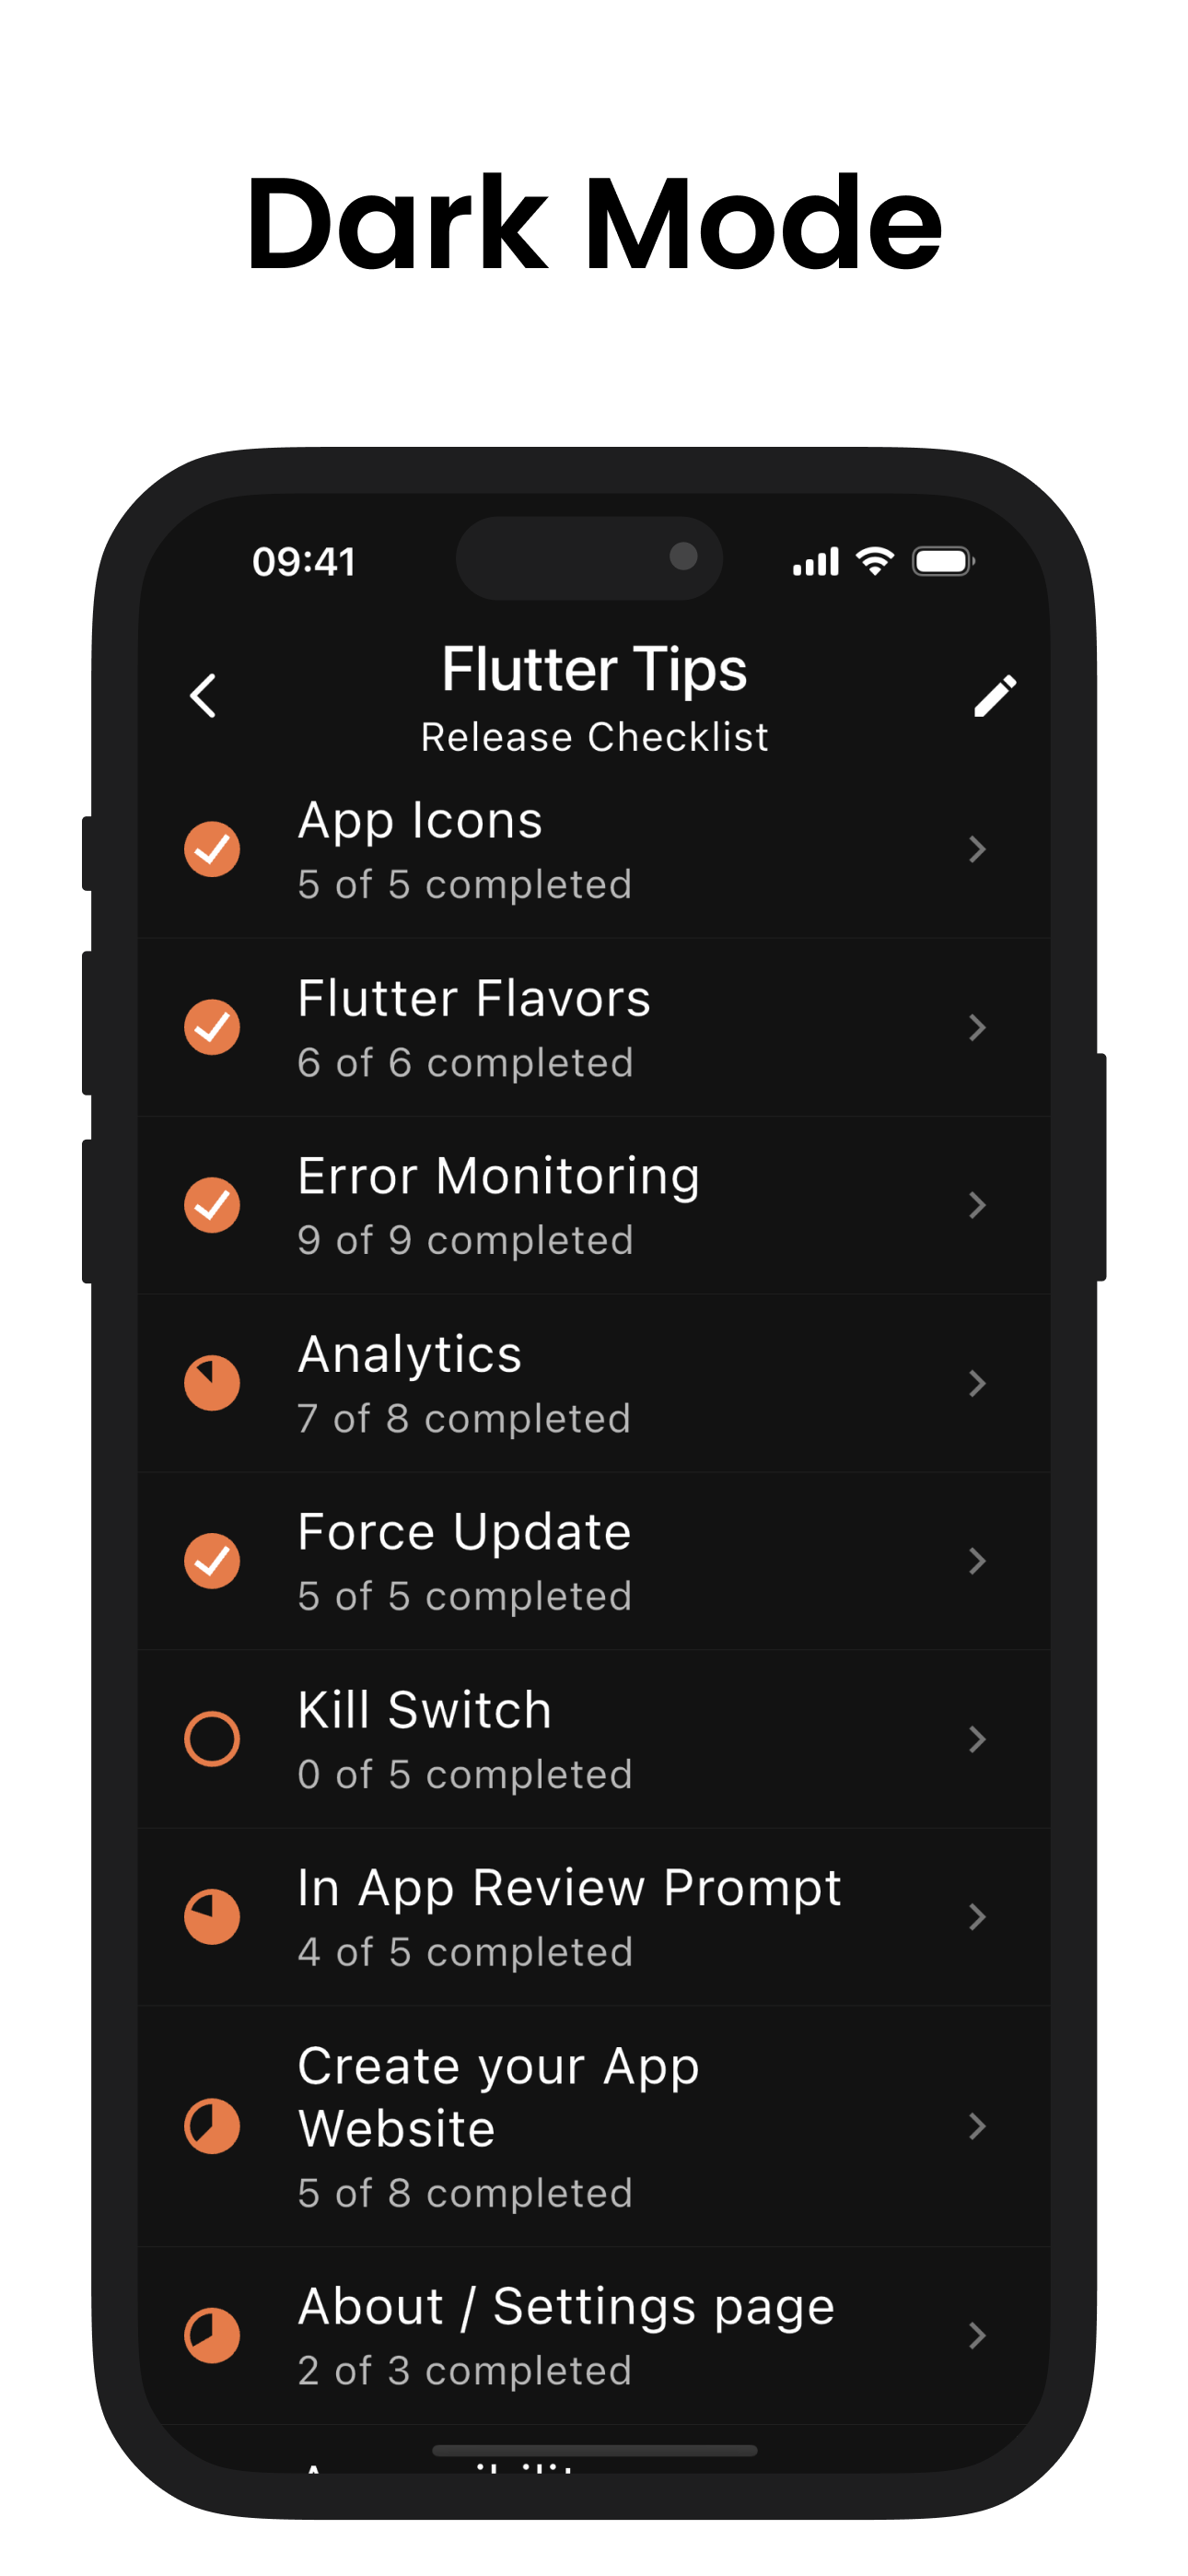 Dark Mode
09:41
Flutter Tips
Release Checklist
App Icons
5 of 5 completed
Flutter Flavors
6 of 6 completed
Error Monitoring
9 of 9 completed
Analytics
7 of 8 completed
Force Update
5 of 5 completed
Kill Switch
0 of 5 completed
In App Review Prompt
4 of 5 completed
Create your App
Website
5 of 8 completed
About / Settings page
2 of 3 completed